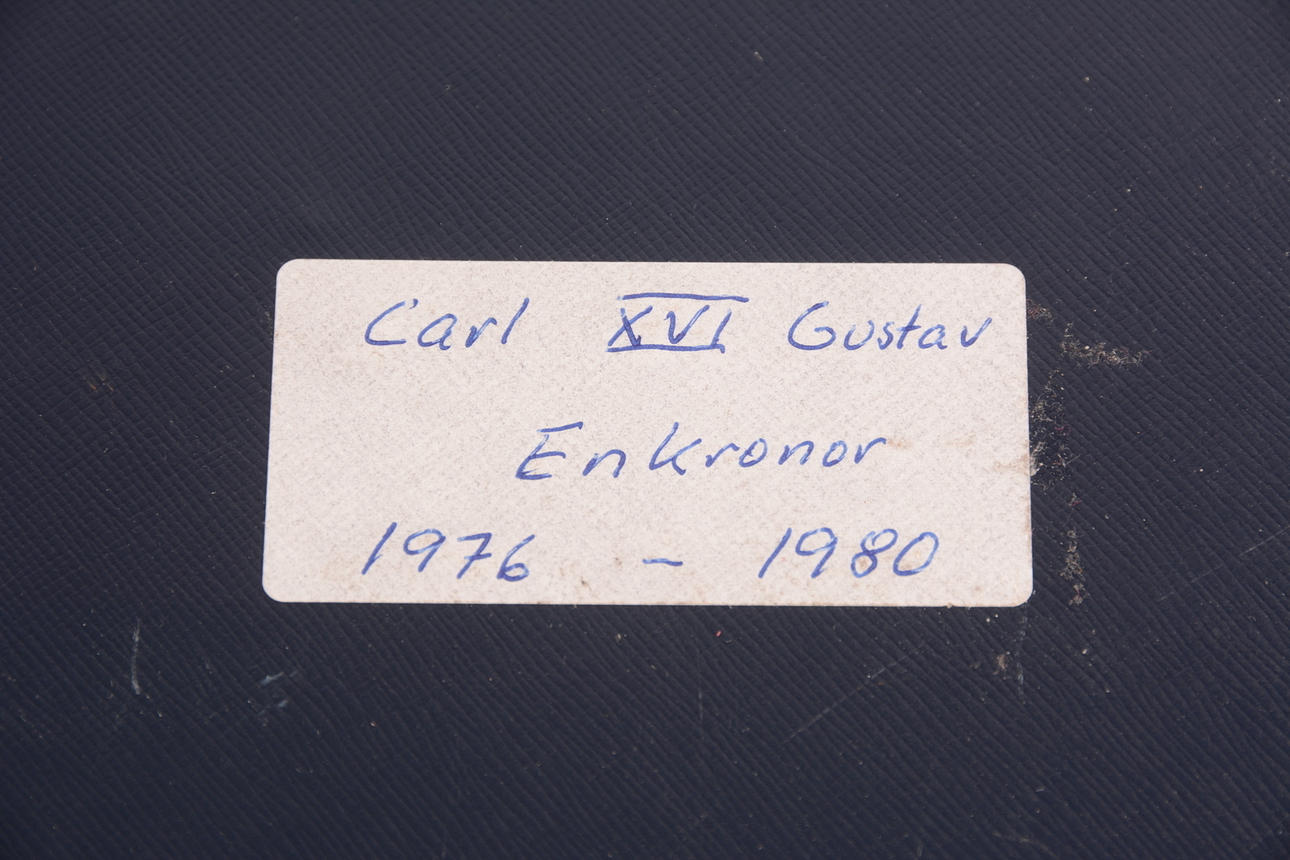 Carl XVI Gustav
Enkronor
1976 - 1980